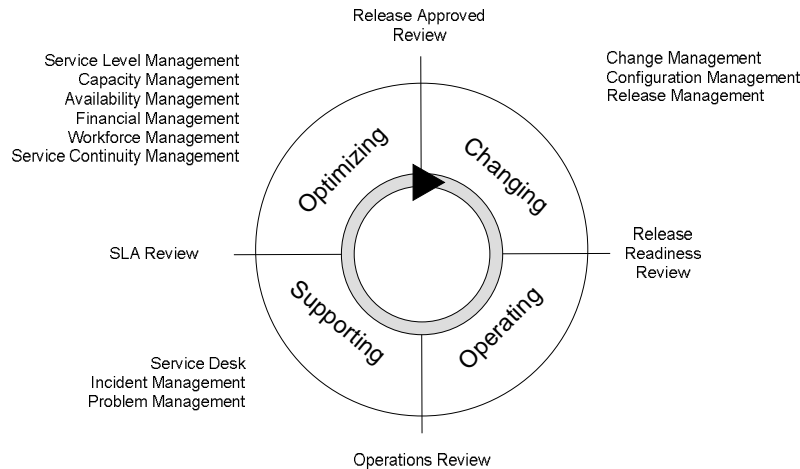 Release Approved
Review
Service Level Management
Capacity Management
Availability Management
Financial Management
Workforce Management
Service Continuity Management
Change Management
Configuration Management
Release Management
Optimizing
Changing
SLA Review
Release
Readiness
Review
Supporting
Operating
Service Desk
Incident Management
Problem Management
Operations Review